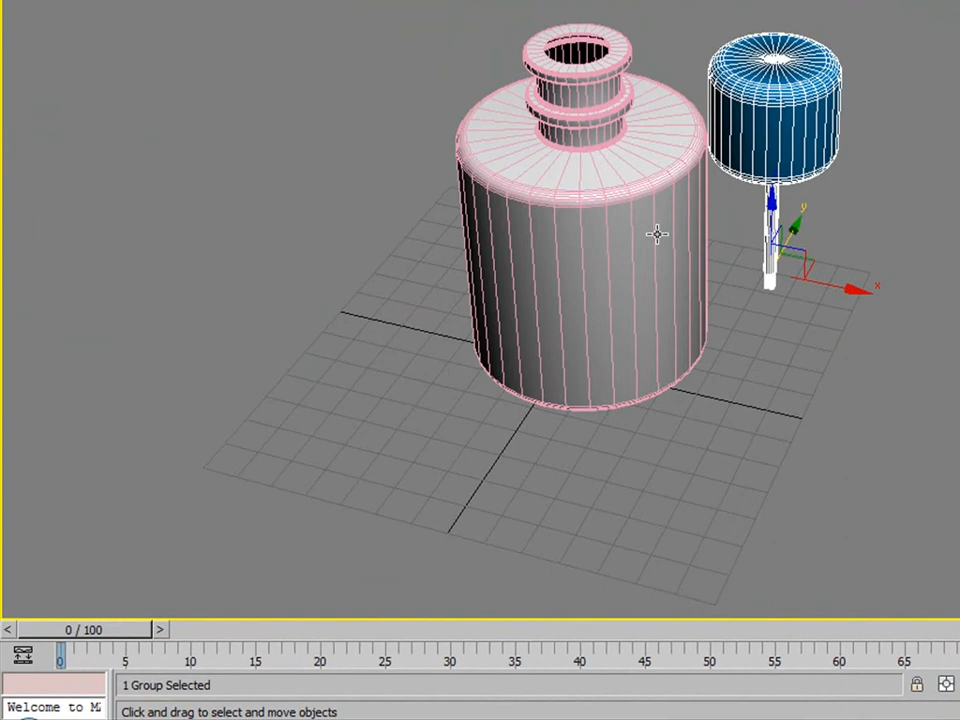 y
x
< 0 / 100 >
0 5 10 15 20 25 30 35 40 45 50 55 60 65
1 Group Selected
Welcome to M
Click and drag to select and move objects